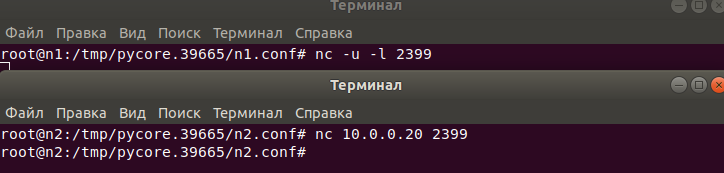 Терминал
Файл Правка Вид Поиск Терминал Справка
root@n1:/tmp/pycore.39665/n1.conf# nc -u -l 2399
Терминал
Файл Правка Вид Поиск Терминал Справка
root@n2:/tmp/pycore.39665/n2.conf# nc 10.0.0.20 2399
root@n2:/tmp/pycore.39665/n2.conf#